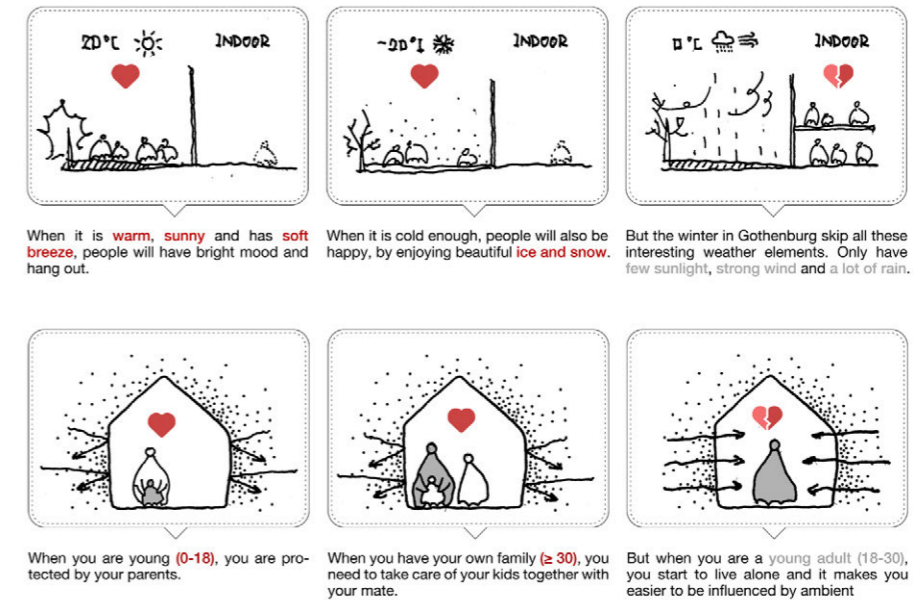 20°C INDOOR
-20°C INDOOR
0°C INDOOR
When it is warm, sunny and has soft
breeze, people will have bright mood and
hang out.
When it is cold enough, people will also be
happy, by enjoying beautiful ice and snow.
But the winter in Gothenburg skip all these
interesting weather elements. Only have
few sunlight, strong wind and a lot of rain.
When you are young (0-18), you are pro-
tected by your parents.
When you have your own family (≥ 30), you
need to take care of your kids together with
your mate.
But when you are a young adult (18-30),
you start to live alone and it makes you
easier to be influenced by ambient